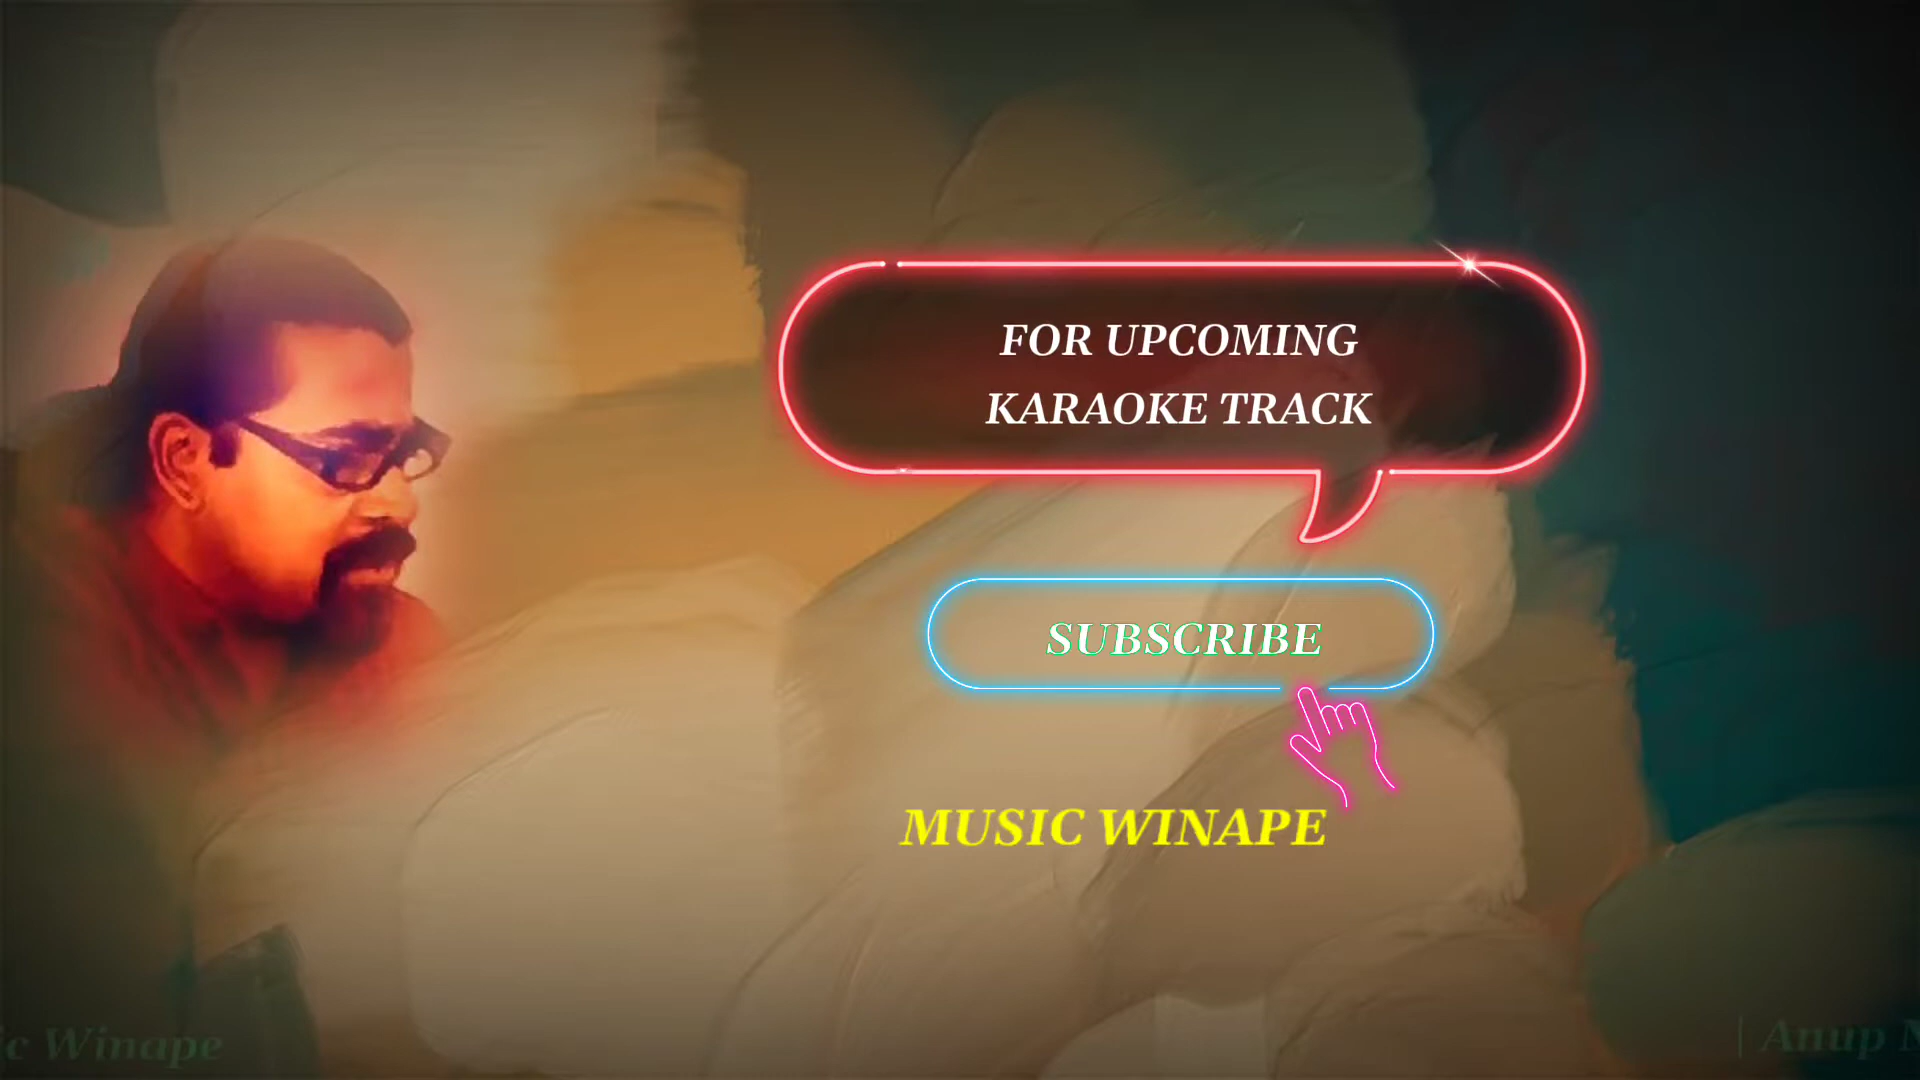 FOR UPCOMING
KARAOKE TRACK
SUBSCRIBE
MUSIC WINAPE
Winape
| Anup